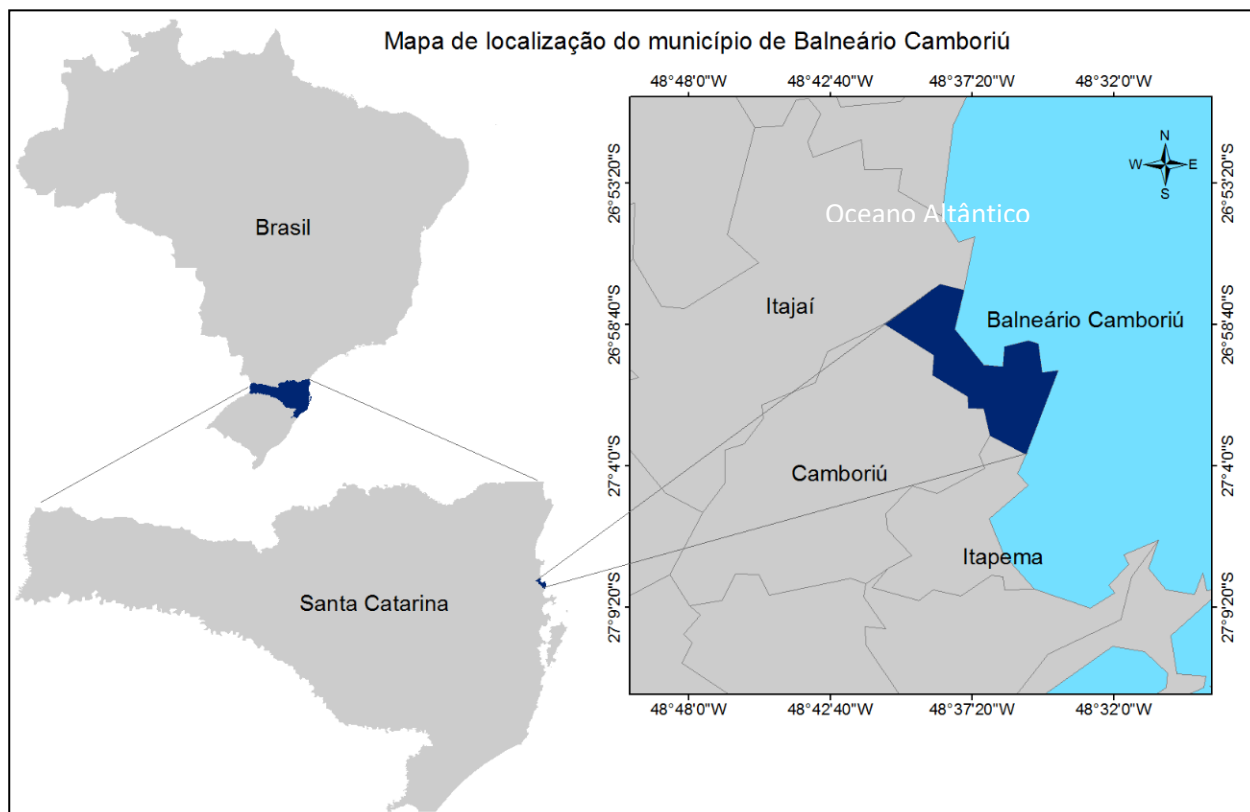 Mapa de localização do município de Balneário Camboriú
48°48'0"W 48°42'40"W 48°37'20"W 48°32'0"W
N
W E
S
26°53'20"S 26°53'20"S
Oceano Altântico
Brasil
Itajaí
Balneário Camboriú
26°58'40"S 26°58'40"S
Camboriú
27°4'0"S 27°4'0"S
Itapema
Santa Catarina
27°9'20"S 27°9'20"S
48°48'0"W 48°42'40"W 48°37'20"W 48°32'0"W